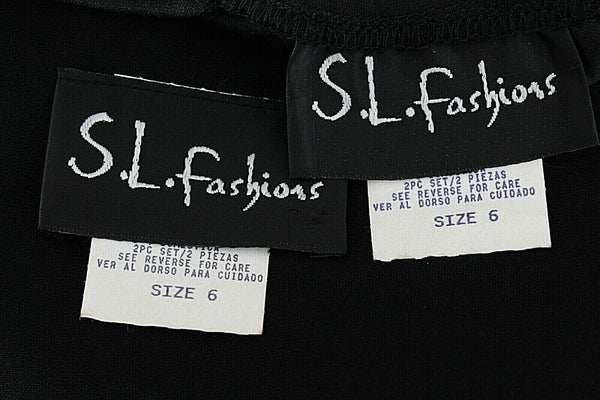 S.L.fashions
2PC SET/2 PIEZAS
SEE REVERSE FOR CARE
VER AL DORSO PARA CUIDADO
SIZE 6
S.L.fashions
2PC SET/2 PIEZAS
SEE REVERSE FOR CARE
VER AL DORSO PARA CUIDADO
SIZE 6